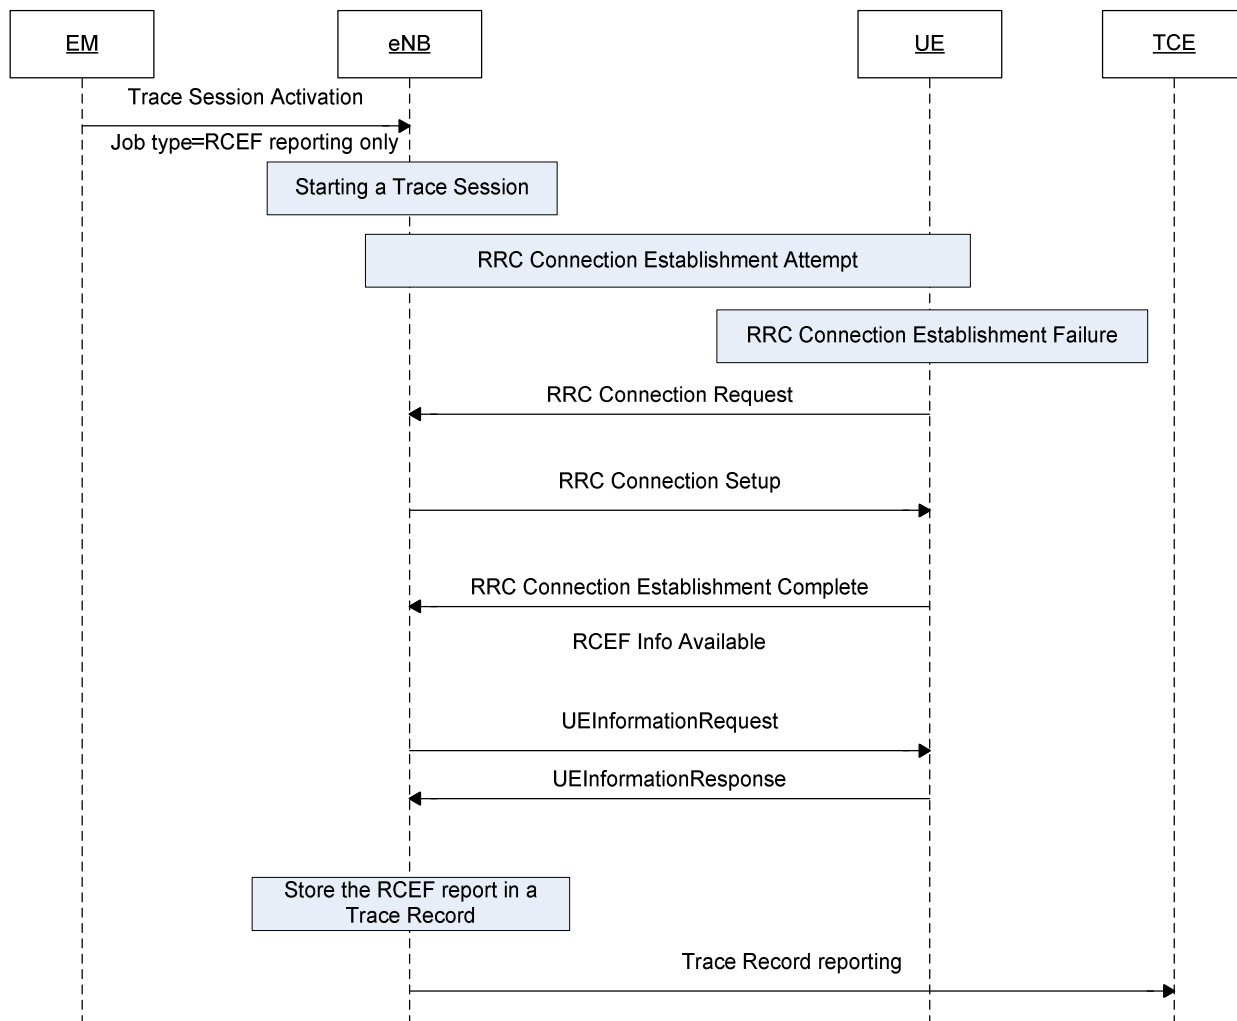 EM
eNB
UE
TCE
Trace Session Activation
Job type=RCEF reporting only
Starting a Trace Session
RRC Connection Establishment Attempt
RRC Connection Establishment Failure
RRC Connection Request
RRC Connection Setup
RRC Connection Establishment Complete
RCEF Info Available
UEInformationRequest
UEInformationResponse
Store the RCEF report in a
Trace Record
Trace Record reporting